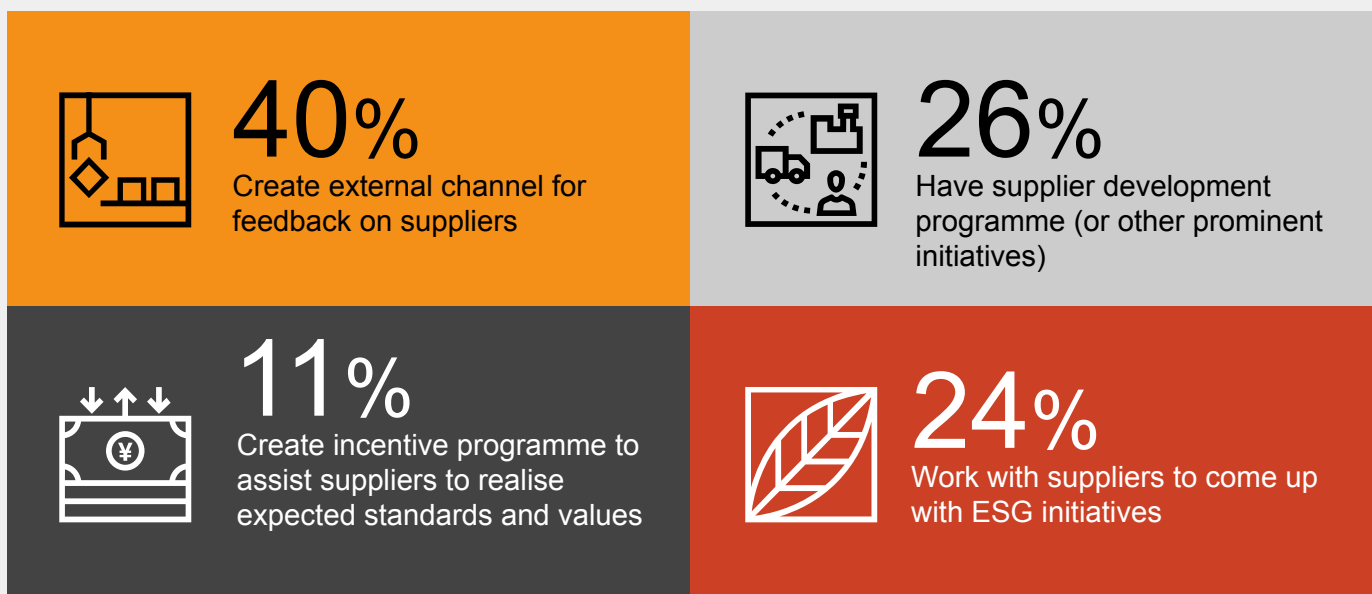 40%
Create external channel for
feedback on suppliers
26%
Have supplier development
programme (or other prominent
initiatives)
¥
11%
Create incentive programme to
assist suppliers to realise
expected standards and values
24%
Work with suppliers to come up
with ESG initiatives